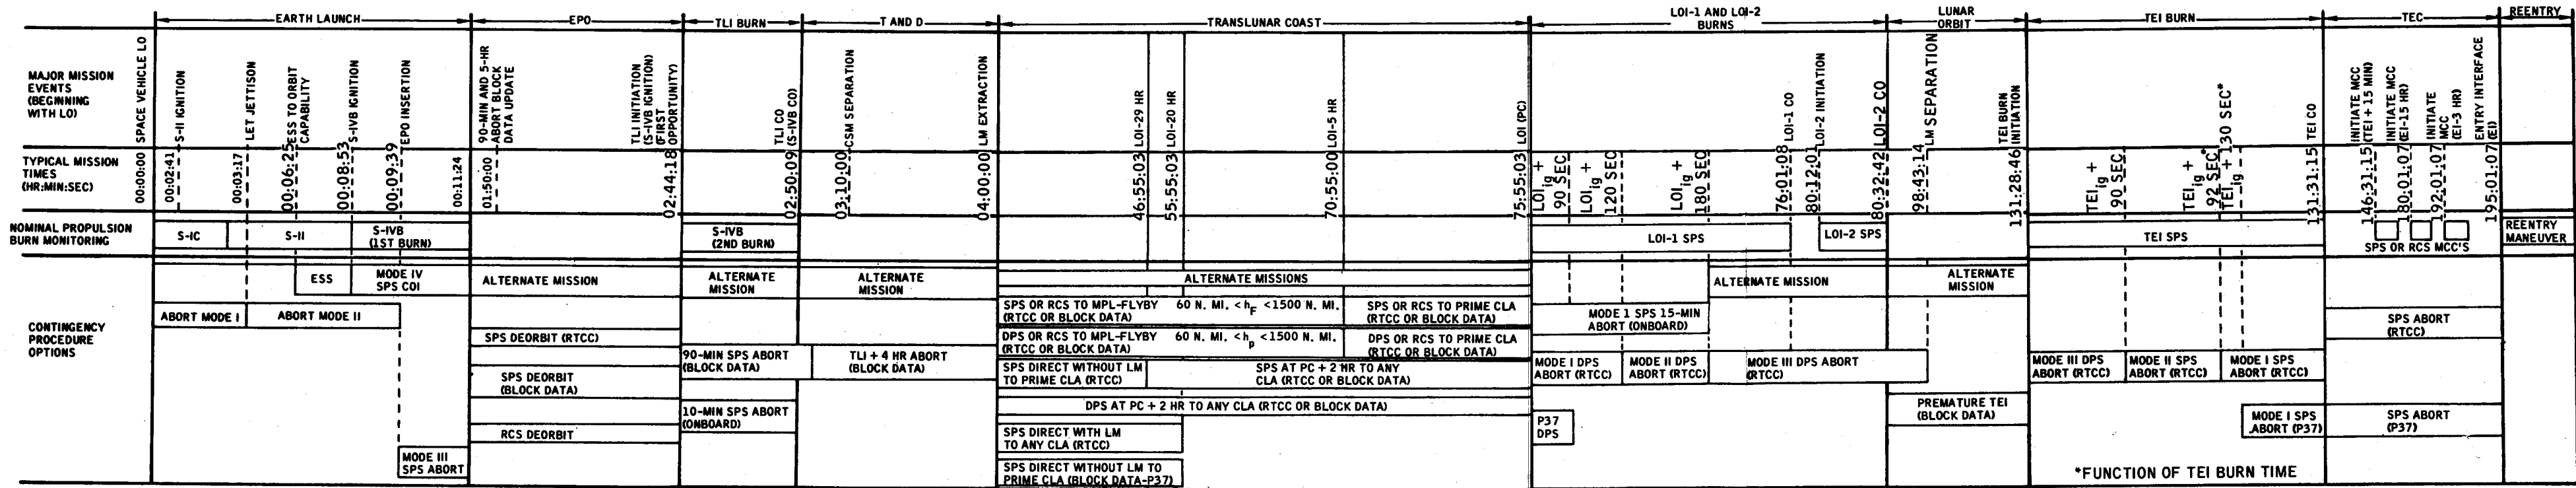 EARTH LAUNCH
EPO
TLI BURN
T AND D
TRANSLUNAR COAST
LOI-1 AND LOI-2
BURNS
LUNAR
ORBIT
TEI BURN
TEC
REENTRY
MAJOR MISSION
EVENTS
(BEGINNING
WITH LO)
SPACE VEHICLE LO
S-II IGNITION
LET JETTISON
ESS TO ORBIT
CAPABILITY
S-IVB IGNITION
EPO INSERTION
90-MIN AND 5-HR
ABORT BLOCK
DATA UPDATE
TLI INITIATION
(S-IVB IGNITION)
(FIRST
OPPORTUNITY)
TLI CO
(S-IVB CO)
CSM SEPARATION
LM EXTRACTION
LOI-29 HR
LOI-20 HR
LOI-5 HR
LOI (PC)
LOI-1 CO
LOI-2 INITIATION
LOI-2 CO
LM SEPARATION
TEI BURN
INITIATION
TEI CO
INITIATE MCC
(TEI + 15 MIN)
INITIATE MCC
(EI-15 HR)
INITIATE
MCC
(EI-3 HR)
ENTRY INTERFACE
(EI)
TYPICAL MISSION
TIMES
(HR:MIN:SEC)
00:00:00
00:02:41
00:03:17
00:06:25
00:08:53
00:09:39
00:11:24
01:50:00
02:44:18
02:50:09
03:10:00
04:00:00
46:55:03
55:55:03
70:55:00
75:55:03
LOIig +
90 SEC
LOIig +
120 SEC
LOIig +
180 SEC
76:01:08
80:12:01
80:32:42
98:43:14
131:28:46
TEIig +
90 SEC
TEIig +
92 SEC*
TEIig +130 SEC*
131:31:15
146:31:15
180:01:07
192:01:07
195:01:07
NOMINAL PROPULSION
BURN MONITORING
S-IC
S-II
S-IVB
(1ST BURN)
S-IVB
(2ND BURN)
LOI-1 SPS
LOI-2 SPS
TEI SPS
SPS OR RCS MCC'S
REENTRY
MANEUVER
CONTINGENCY
PROCEDURE
OPTIONS
ESS
MODE IV
SPS COI
ABORT MODE I
ABORT MODE II
MODE III
SPS ABORT
ALTERNATE MISSION
SPS DEORBIT (RTCC)
SPS DEORBIT
(BLOCK DATA)
RCS DEORBIT
ALTERNATE
MISSION
90-MIN SPS ABORT
(BLOCK DATA)
10-MIN SPS ABORT
(ONBOARD)
ALTERNATE
MISSION
TLI + 4 HR ABORT
(BLOCK DATA)
ALTERNATE MISSIONS
SPS OR RCS TO MPL-FLYBY 60 N. MI. < hF < 1500 N. MI.
(RTCC OR BLOCK DATA)
SPS OR RCS TO PRIME CLA
(RTCC OR BLOCK DATA)
DPS OR RCS TO MPL-FLYBY 60 N. MI. < hp < 1500 N. MI.
(RTCC OR BLOCK DATA)
DPS OR RCS TO PRIME CLA
(RTCC OR BLOCK DATA)
SPS DIRECT WITHOUT LM
TO PRIME CLA (RTCC)
SPS AT PC + 2 HR TO ANY
CLA (RTCC OR BLOCK DATA)
DPS AT PC + 2 HR TO ANY CLA (RTCC OR BLOCK DATA)
SPS DIRECT WITH LM
TO ANY CLA (RTCC)
SPS DIRECT WITHOUT LM TO
PRIME CLA (BLOCK DATA-P37)
ALTERNATE MISSION
MODE 1 SPS 15-MIN
ABORT (ONBOARD)
MODE I DPS
ABORT (RTCC)
MODE II DPS
ABORT (RTCC)
MODE III DPS ABORT
(RTCC)
P37
DPS
ALTERNATE
MISSION
PREMATURE TEI
(BLOCK DATA)
MODE III DPS
ABORT (RTCC)
MODE II SPS
ABORT (RTCC)
MODE I SPS
ABORT (RTCC)
MODE I SPS
ABORT (P37)
SPS ABORT
(RTCC)
SPS ABORT
(P37)
*FUNCTION OF TEI BURN TIME